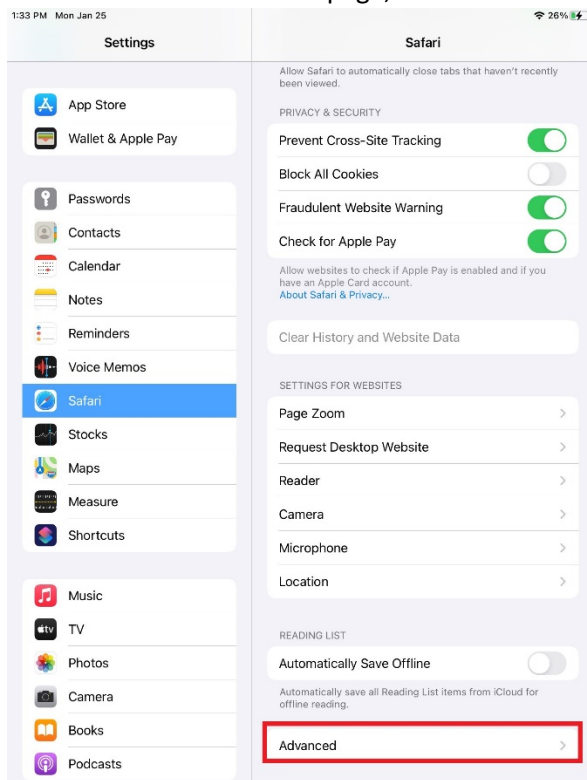 1:33 PM Mon Jan 25
26%
Settings
App Store
Wallet & Apple Pay
Passwords
Contacts
Calendar
Notes
Reminders
Voice Memos
Safari
Stocks
Maps
Measure
Shortcuts
Music
tv
TV
Photos
Camera
Books
Podcasts
Safari
Allow Safari to automatically close tabs that haven't recently
been viewed.
PRIVACY & SECURITY
Prevent Cross-Site Tracking
Block All Cookies
Fraudulent Website Warning
Check for Apple Pay
Allow websites to check if Apple Pay is enabled and if you
have an Apple Card account.
About Safari & Privacy...
Clear History and Website Data
SETTINGS FOR WEBSITES
Page Zoom
Request Desktop Website
Reader
Camera
Microphone
Location
READING LIST
Automatically Save Offline
Automatically save all Reading List items from iCloud for
offline reading.
Advanced